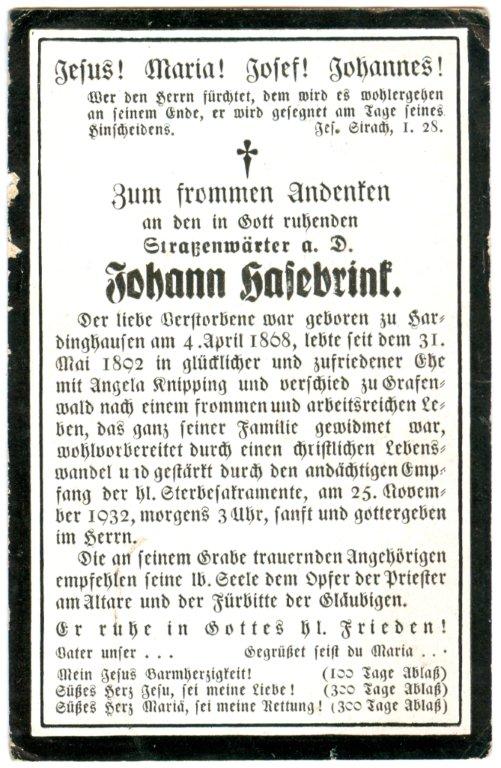 Jesus! Maria! Josef! Johannes!
Wer den Herrn fürchtet, dem wird es wohlergehen
an seinem Ende, er wird gesegnet am Tage seines
Hinscheidens. Jes. Sirach, 1. 28.
Zum frommen Andenken
an den in Gott ruhenden
Straßenwärter a. D.
Johann Hasebrink.
Der liebe Verstorbene war geboren zu Har-
dinghausen am 4. April 1868, lebte seit dem 31.
Mai 1892 in glücklicher und zufriedener Ehe
mit Angela Knipping und verschied zu Grafen-
wald nach einem frommen und arbeitsreichen Le-
ben, das ganz seiner Familie gewidmet war,
wohlvorbereitet durch einen christlichen Lebens-
wandel u id gestärkt durch den andächtigen Emp-
fang der hl. Sterbesakramente, am 25. Novem-
ber 1932, morgens 3 Uhr, sanft und gottergeben
im Herrn.
Die an seinem Grabe trauernden Angehörigen
empfehlen seine lb. Seele dem Opfer der Priester
am Altare und der Fürbitte der Gläubigen.
Er ruhe in Gottes hl. Frieden!
Vater unser . . . Gegrüßet seist du Maria . . .
Mein Jesus Barmherzigkeit! (100 Tage Ablaß)
Süßes Herz Jesu, sei meine Liebe! (300 Tage Ablaß)
Süßes Herz Mariä, sei meine Rettung! (300 Tage Ablaß)